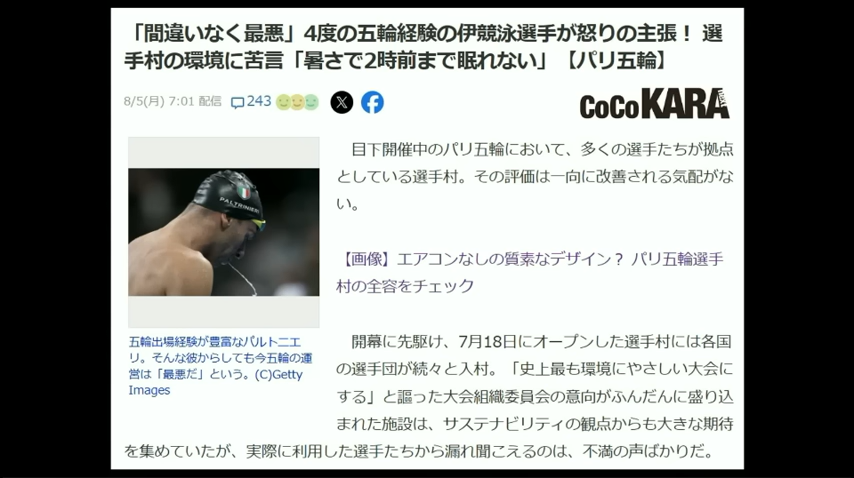 「間違いなく最悪」4度の五輪経験の伊競泳選手が怒りの主張！ 選
手村の環境に苦言「暑さで2時前まで眠れない」【パリ五輪】
8/5(月) 7:01 配信 243
CoCoKARA
PALTRINIERI
目下開催中のパリ五輪において、多くの選手たちが拠点
としている選手村。その評価は一向に改善される気配がな
い。
【画像】エアコンなしの質素なデザイン？ パリ五輪選手
村の全容をチェック
五輪出場経験が豊富なパルトニエ
リ。そんな彼からしても今五輪の運
営は「最悪だ」という。(C)Getty
Images
開幕に先駆け、7月18日にオープンした選手村には各国
の選手団が続々と入村。「史上最も環境にやさしい大会に
する」と謳った大会組織委員会の意向がふんだんに盛り込
まれた施設は、サステナビリティの観点からも大きな期待
を集めていたが、実際に利用した選手たちから漏れ聞こえるのは、不満の声ばかりだ。